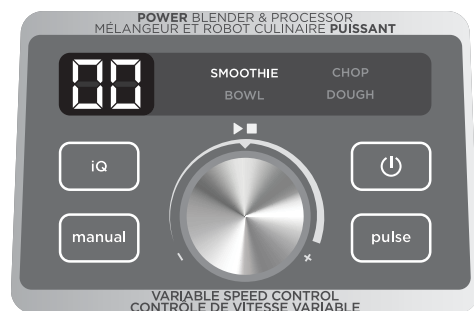 POWER BLENDER & PROCESSOR
MÉLANGEUR ET ROBOT CULINAIRE PUISSANT
00
SMOOTHIE CHOP
BOWL DOUGH
iQ
manual
pulse
- +
VARIABLE SPEED CONTROL
CONTRÔLE DE VITESSE VARIABLE